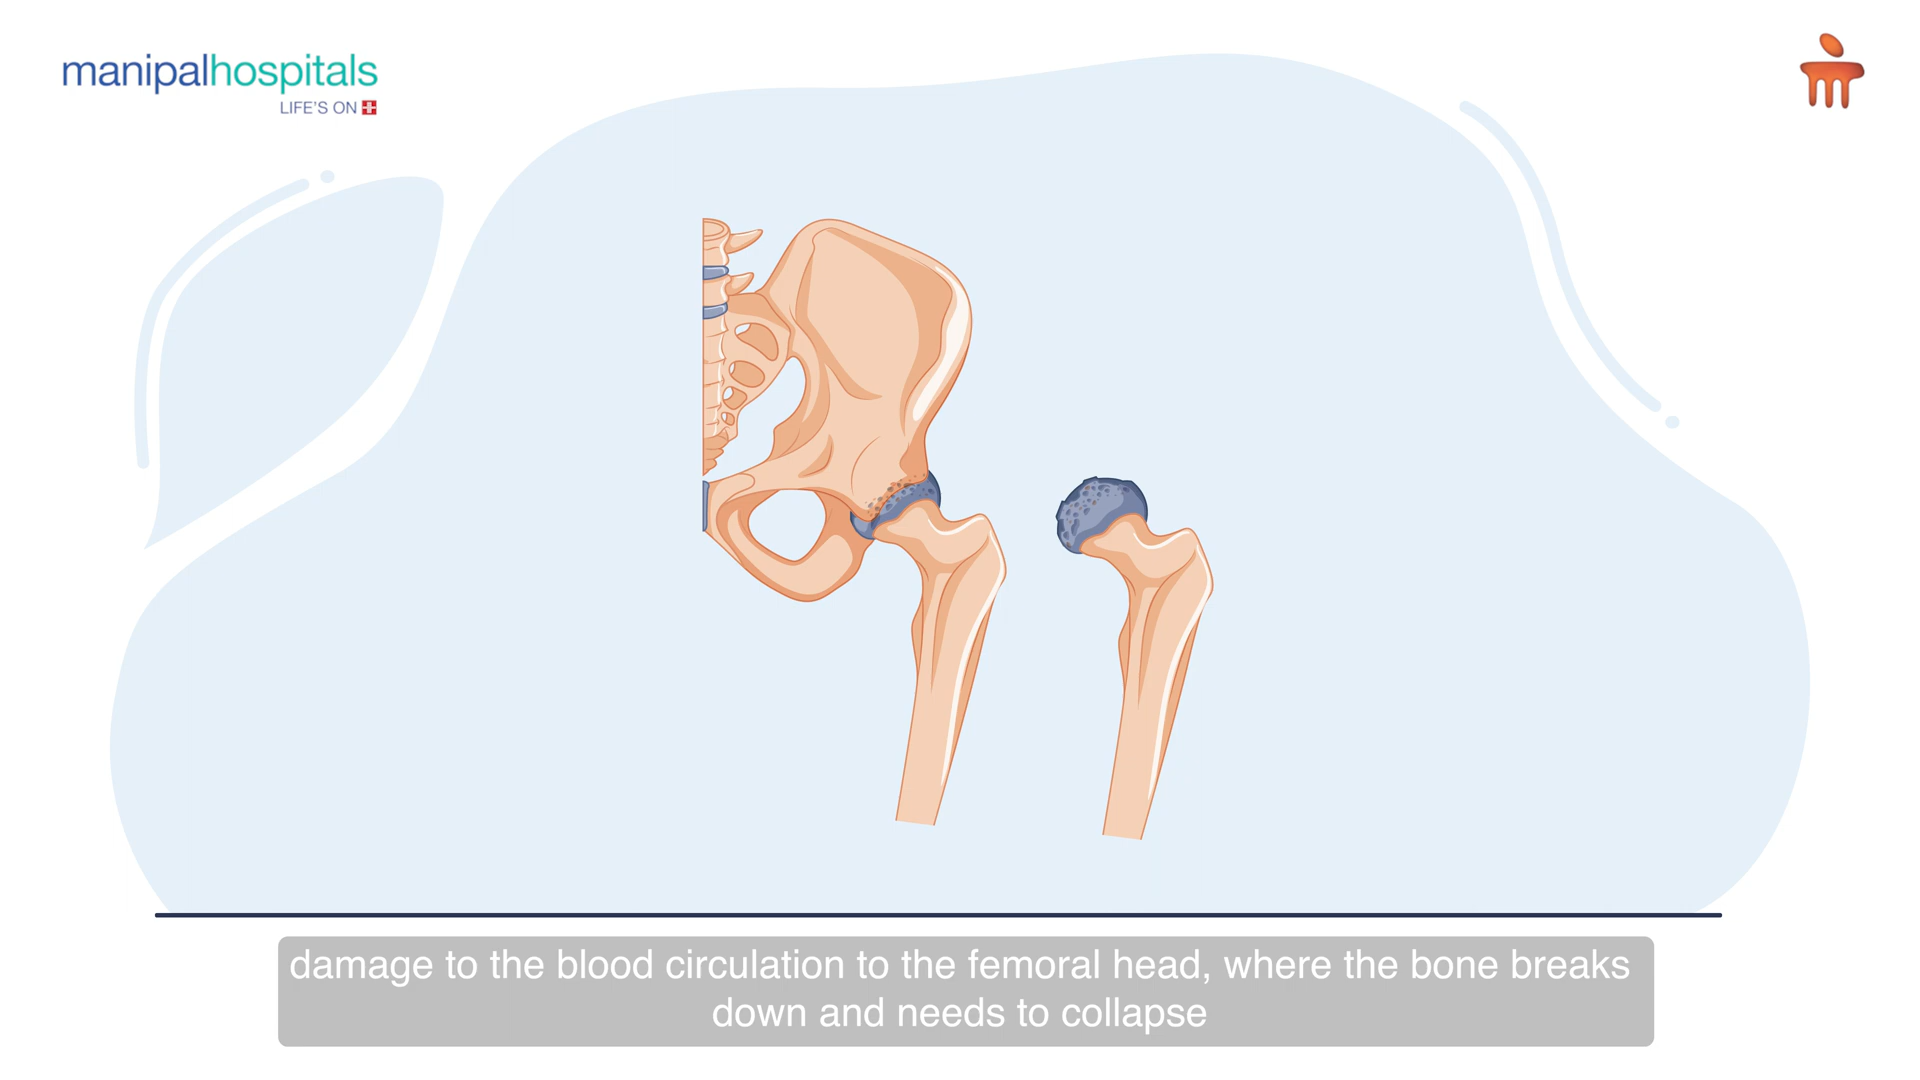 manipalhospitals
LIFE'S ON
damage to the blood circulation to the femoral head, where the bone breaks
down and needs to collapse